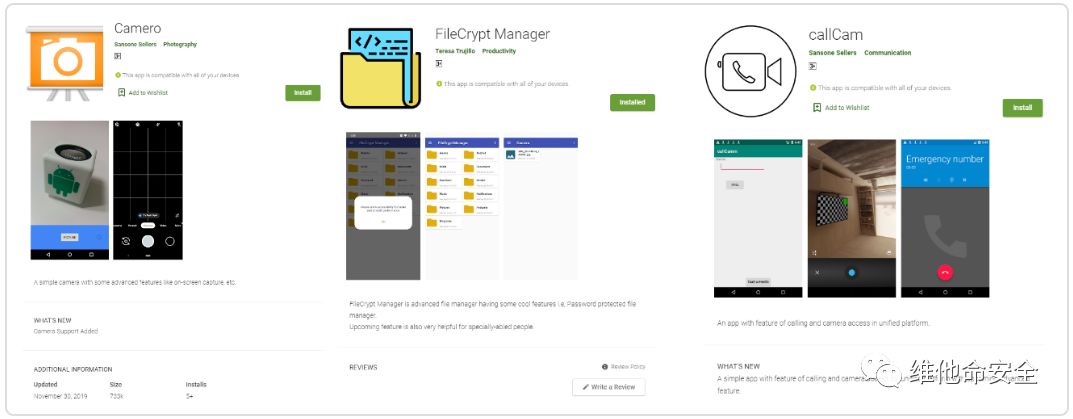 Camero
Sansone Sellers Photography
This app is compatible with all of your devices.
Add to Wishlist
Install
A simple camera with some advanced features like on-screen capture, etc.
WHAT'S NEW
Camera Support Added
ADDITIONAL INFORMATION
Updated Size Installs
November 30, 2019 733k 5+
FileCrypt Manager
Teresa Trujillo Productivity
This app is compatible with all of your devices.
Installed
FileCrypt Manager
FileCrypt Manager is advanced file manager having some cool features i.e, Password protected file
manager.
Upcoming feature is also very helpful for specially-abled people.
REVIEWS
Review Policy
Write a Review
callCam
Sansone Sellers Communication
This app is compatible with all of your devices.
Add to Wishlist
Install
callCam
Emergency number
An app with feature of calling and camera access in unified platform.
WHAT'S NEW
A simple app with feature of calling and camera
feature.
维他命安全